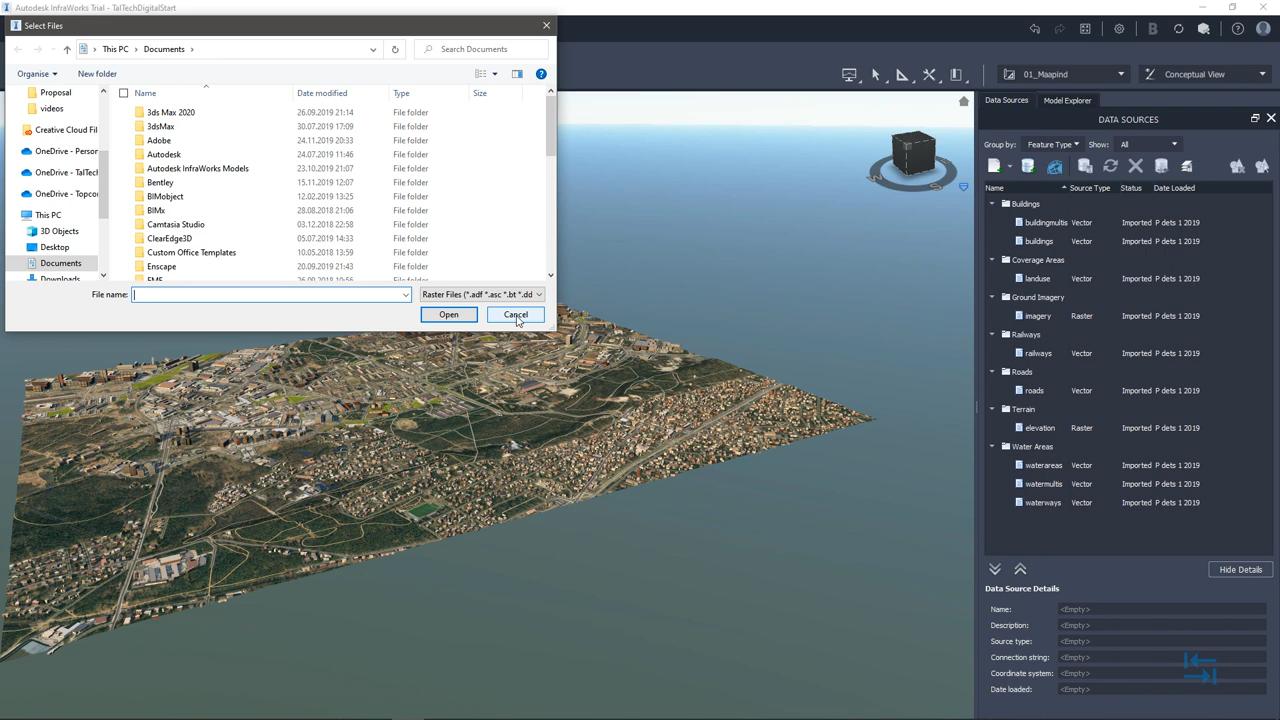 Autodesk InfraWorks Trial - TalTechDigitalStart
Select Files
This PC > Documents >
Search Documents
Organise
New folder
Proposal
videos
Creative Cloud Fil
OneDrive - Person
OneDrive - TalTec
OneDrive - Topco
This PC
3D Objects
Desktop
Documents
Downloads
Name Date modified Type Size
3ds Max 2020 26.09.2019 21:14 File folder
3dsMax 30.07.2019 17:09 File folder
Adobe 24.11.2019 20:33 File folder
Autodesk 24.07.2019 11:46 File folder
Autodesk InfraWorks Models 23.10.2019 21:07 File folder
Bentley 15.11.2019 12:07 File folder
BIMobject 12.02.2019 13:25 File folder
BIMx 28.08.2018 21:06 File folder
Camtasia Studio 03.12.2018 22:58 File folder
ClearEdge3D 05.07.2019 14:33 File folder
Custom Office Templates 10.05.2018 13:59 File folder
Enscape 20.09.2019 21:43 File folder
FME 26.09.2018 10:56 File folder
File name:
Raster Files (*.adf *.asc *.bt *.dd
Open
Cancel
01_Maapind
Conceptual View
Data Sources Model Explorer
DATA SOURCES
Group by: Feature Type Show: All
Name Source Type Status Date Loaded
Buildings
buildingmultis Vector Imported P dets 1 2019
buildings Vector Imported P dets 1 2019
Coverage Areas
landuse Vector Imported P dets 1 2019
Ground Imagery
imagery Raster Imported P dets 1 2019
Railways
railways Vector Imported P dets 1 2019
Roads
roads Vector Imported P dets 1 2019
Terrain
elevation Raster Imported P dets 1 2019
Water Areas
waterareas Vector Imported P dets 1 2019
watermultis Vector Imported P dets 1 2019
waterways Vector Imported P dets 1 2019
Hide Details
Data Source Details
Name: <Empty>
Description: <Empty>
Source type: <Empty>
Connection string: <Empty>
Coordinate system: <Empty>
Date loaded: <Empty>